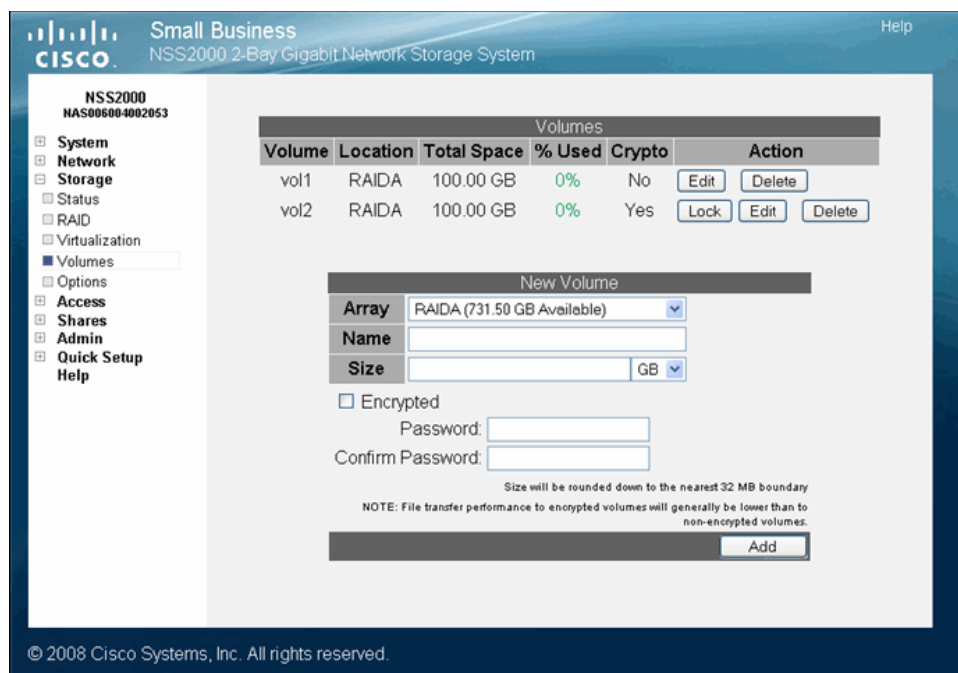 CISCO.
Small Business
NSS2000 2-Bay Gigabit Network Storage System
Help
NSS2000
NAS006004002053
System
Network
Storage
Status
RAID
Virtualization
Volumes
Options
Access
Shares
Admin
Quick Setup
Help
Volumes
Volume Location Total Space % Used Crypto Action
vol1 RAIDA 100.00 GB 0% No Edit Delete
vol2 RAIDA 100.00 GB 0% Yes Lock Edit Delete
New Volume
Array RAIDA (731.50 GB Available)
Name
Size GB
Encrypted
Password:
Confirm Password:
Size will be rounded down to the nearest 32 MB boundary
NOTE: File transfer performance to encrypted volumes will generally be lower than to
non-encrypted volumes.
Add
© 2008 Cisco Systems, Inc. All rights reserved.